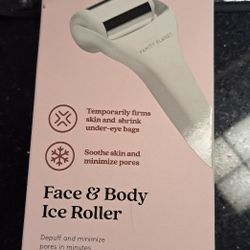 VANITY PLANET
Temporarily firms
skin and shrink
under-eye bags
Soothe skin and
minimize pores
Face & Body
Ice Roller
Depuff and minimize
pores in minutes